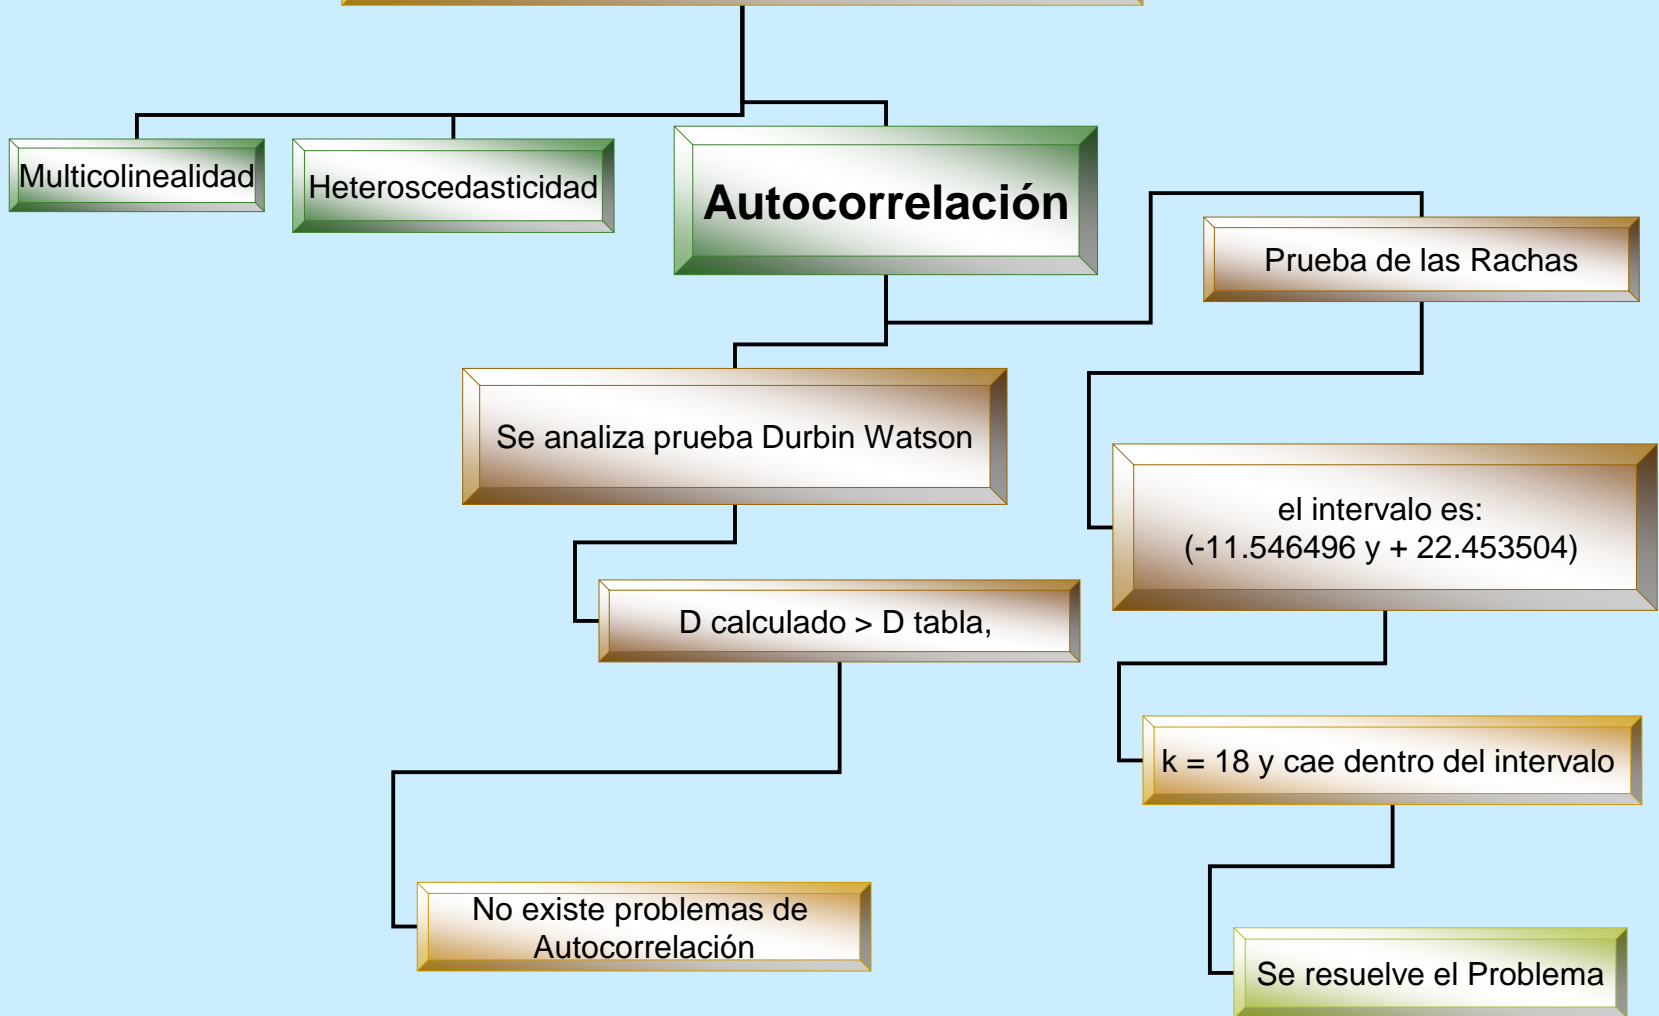 Multicolinealidad
Heteroscedasticidad
Autocorrelación
Prueba de las Rachas
Se analiza prueba Durbin Watson
el intervalo es:
(-11.546496 y + 22.453504)
D calculado > D tabla,
k = 18 y cae dentro del intervalo
No existe problemas de
Autocorrelación
Se resuelve el Problema